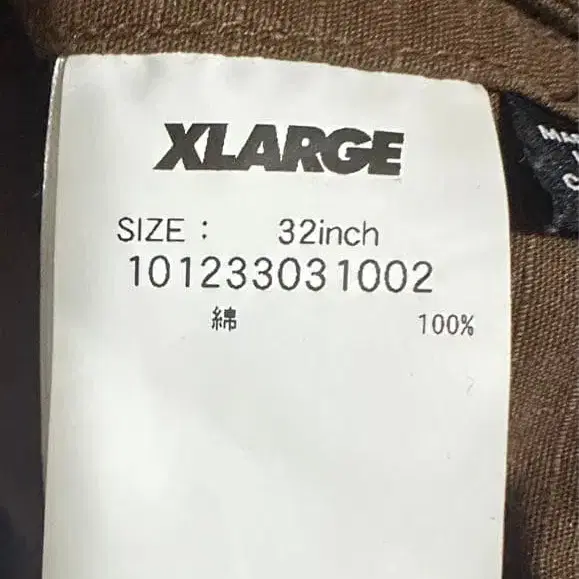 XLARGE
SIZE : 32inch
101233031002
綿 100%